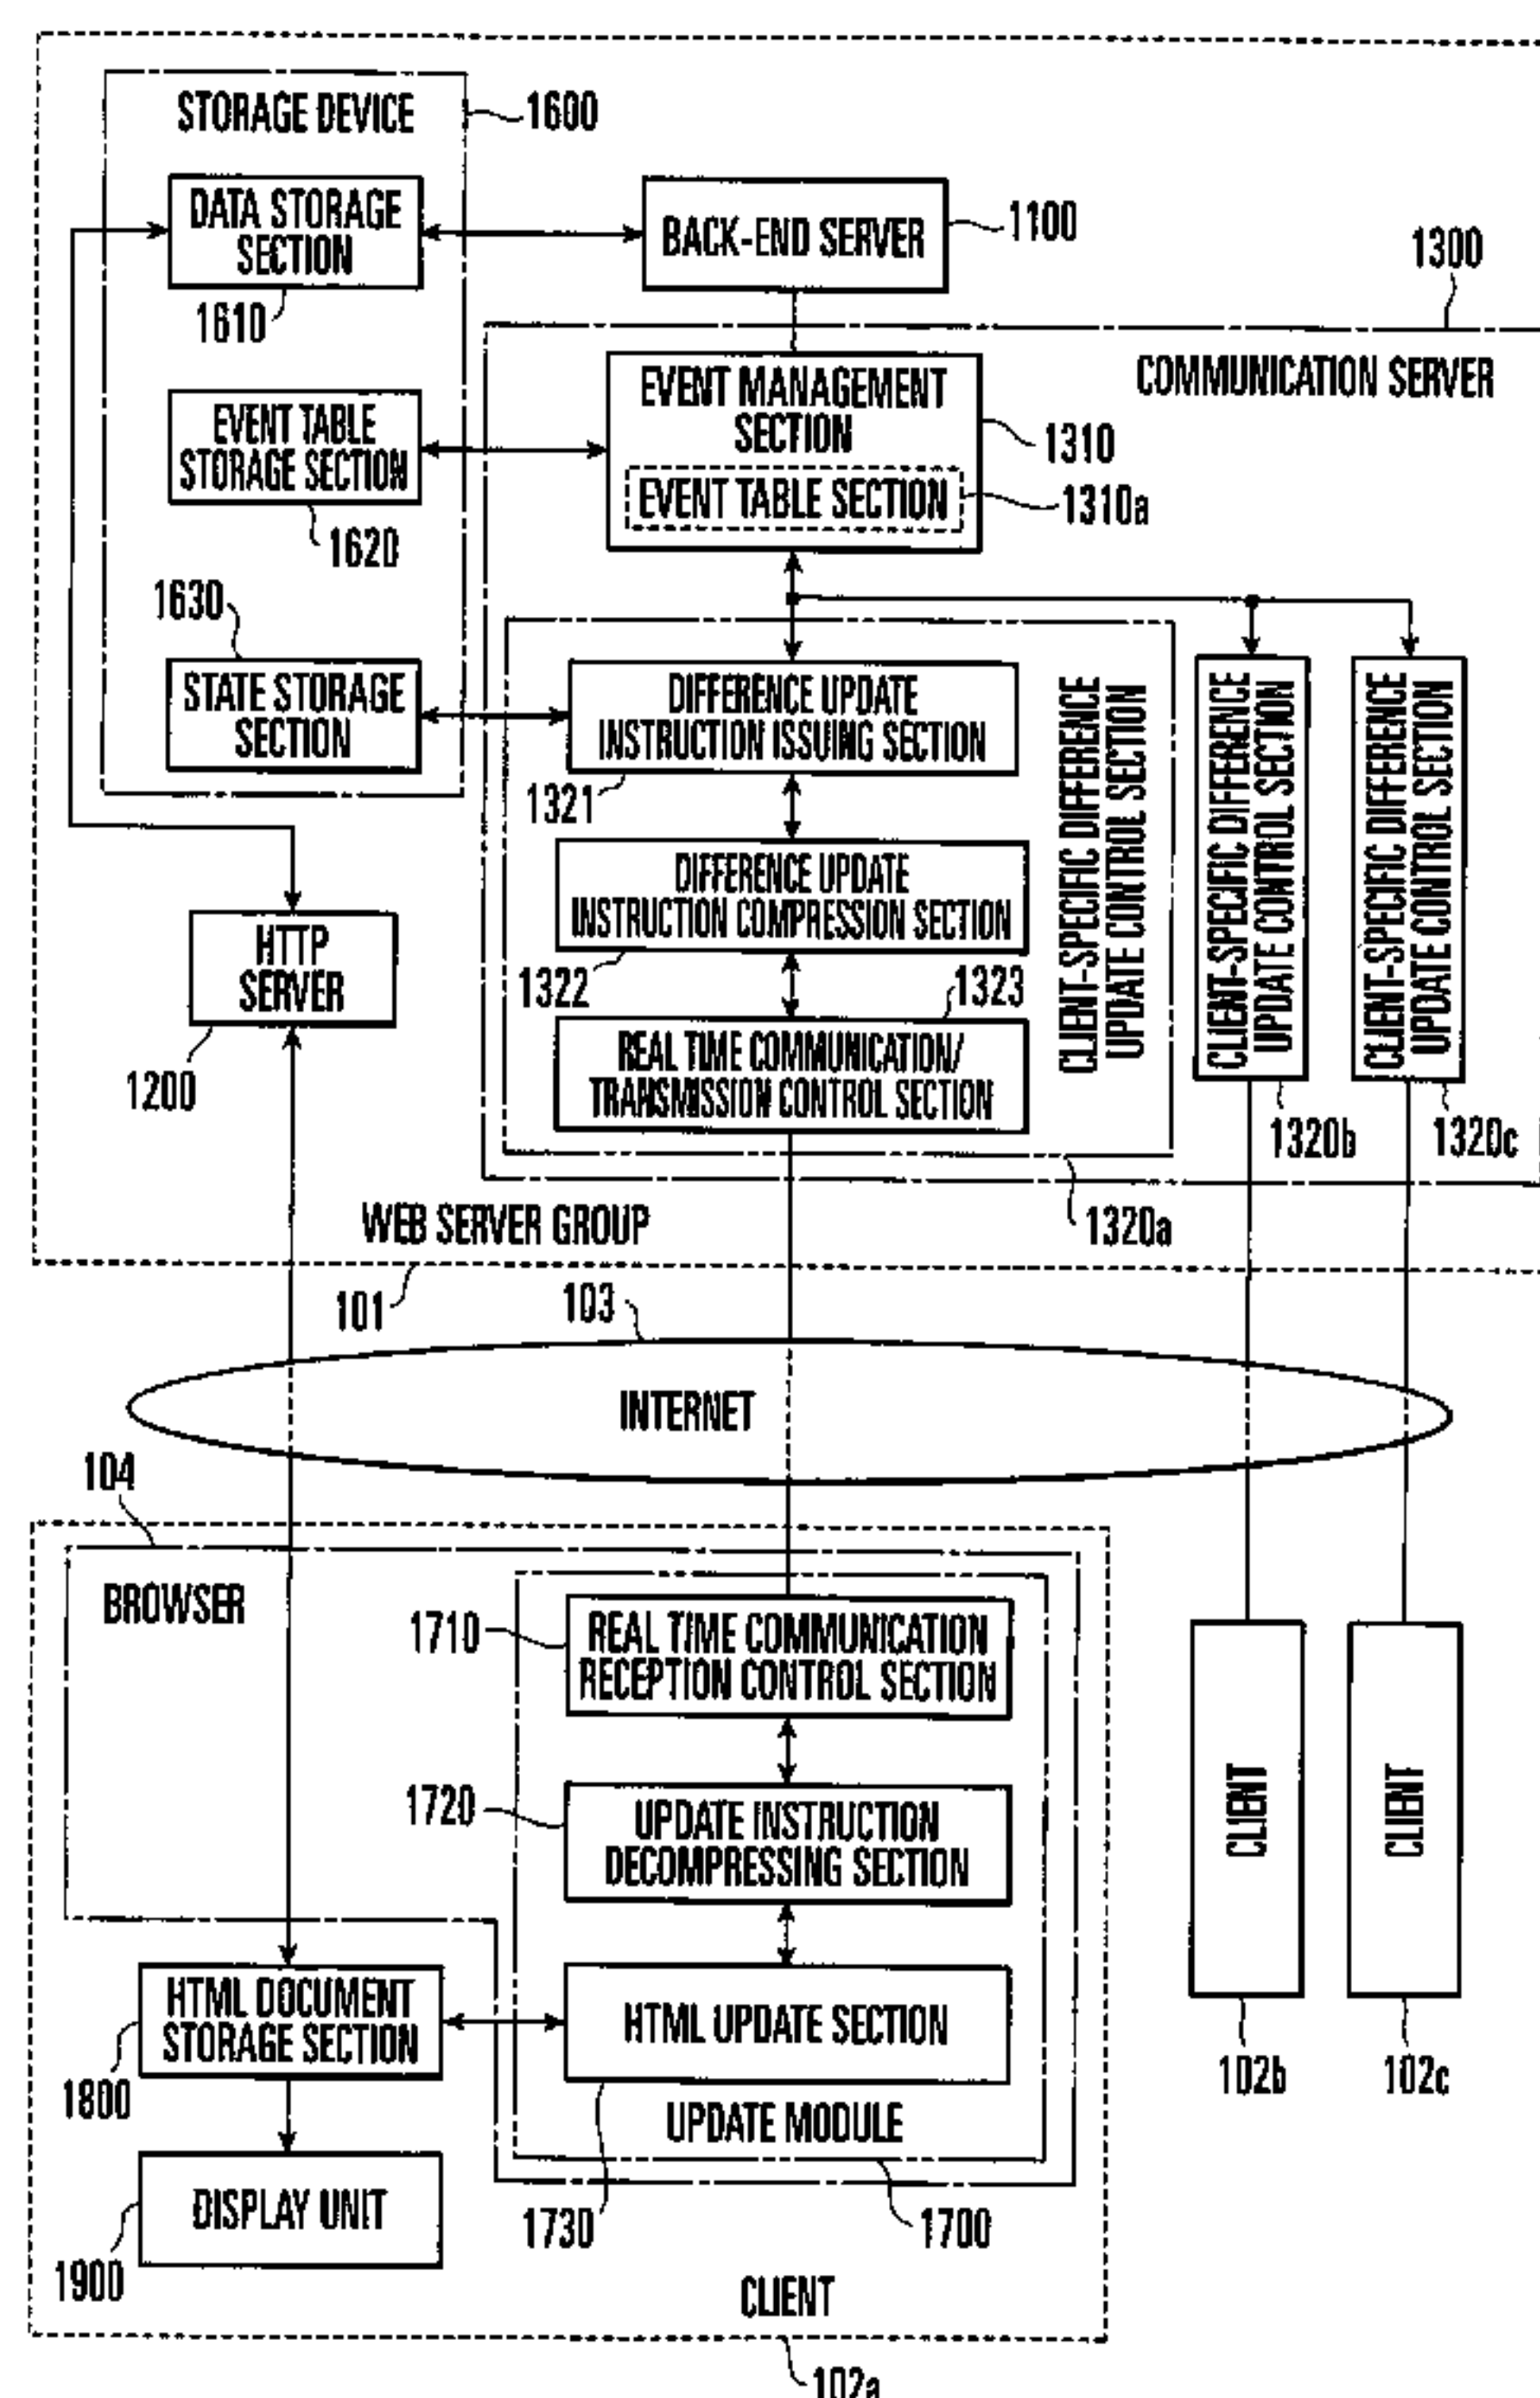 STORAGE DEVICE
1600
DATA STORAGE
SECTION
1610
BACK-END SERVER
1100
1300
COMMUNICATION SERVER
EVENT MANAGEMENT
SECTION
1310
EVENT TABLE SECTION
1310a
EVENT TABLE
STORAGE SECTION
1620
1630
STATE STORAGE
SECTION
DIFFERENCE UPDATE
INSTRUCTION ISSUING SECTION
1321
DIFFERENCE UPDATE
INSTRUCTION COMPRESSION SECTION
1322
1323
REAL TIME COMMUNICATION/
TRANSMISSION CONTROL SECTION
CLIENT-SPECIFIC DIFFERENCE
UPDATE CONTROL SECTION
1320a
CLIENT-SPECIFIC DIFFERENCE
UPDATE CONTROL SECTION
1320b
CLIENT-SPECIFIC DIFFERENCE
UPDATE CONTROL SECTION
1320c
HTTP
SERVER
1200
WEB SERVER GROUP
101
103
INTERNET
104
BROWSER
1710
REAL TIME COMMUNICATION
RECEPTION CONTROL SECTION
1720
UPDATE INSTRUCTION
DECOMPRESSING SECTION
HTML UPDATE SECTION
1730
UPDATE MODULE
1700
HTML DOCUMENT
STORAGE SECTION
1800
DISPLAY UNIT
1900
CLIENT
102a
CLIENT
102b
CLIENT
102c